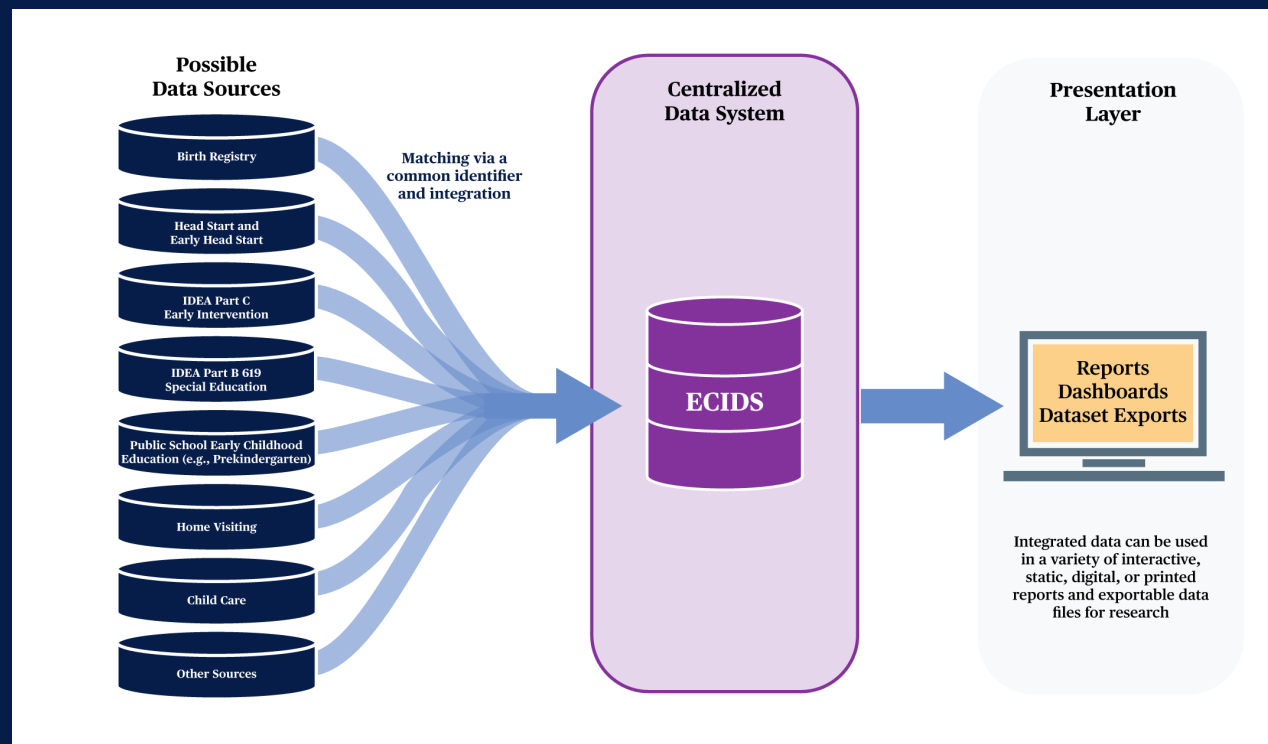 Possible
Data Sources
Birth Registry
Head Start and
Early Head Start
IDEA Part C
Early Intervention
IDEA Part B 619
Special Education
Public School Early Childhood
Education (e.g., Prekindergarten)
Home Visiting
Child Care
Other Sources
Matching via a
common identifier
and integration
Centralized
Data System
ECIDS
Presentation
Layer
Reports
Dashboards
Dataset Exports
Integrated data can be used
in a variety of interactive,
static, digital, or printed
reports and exportable data
files for research